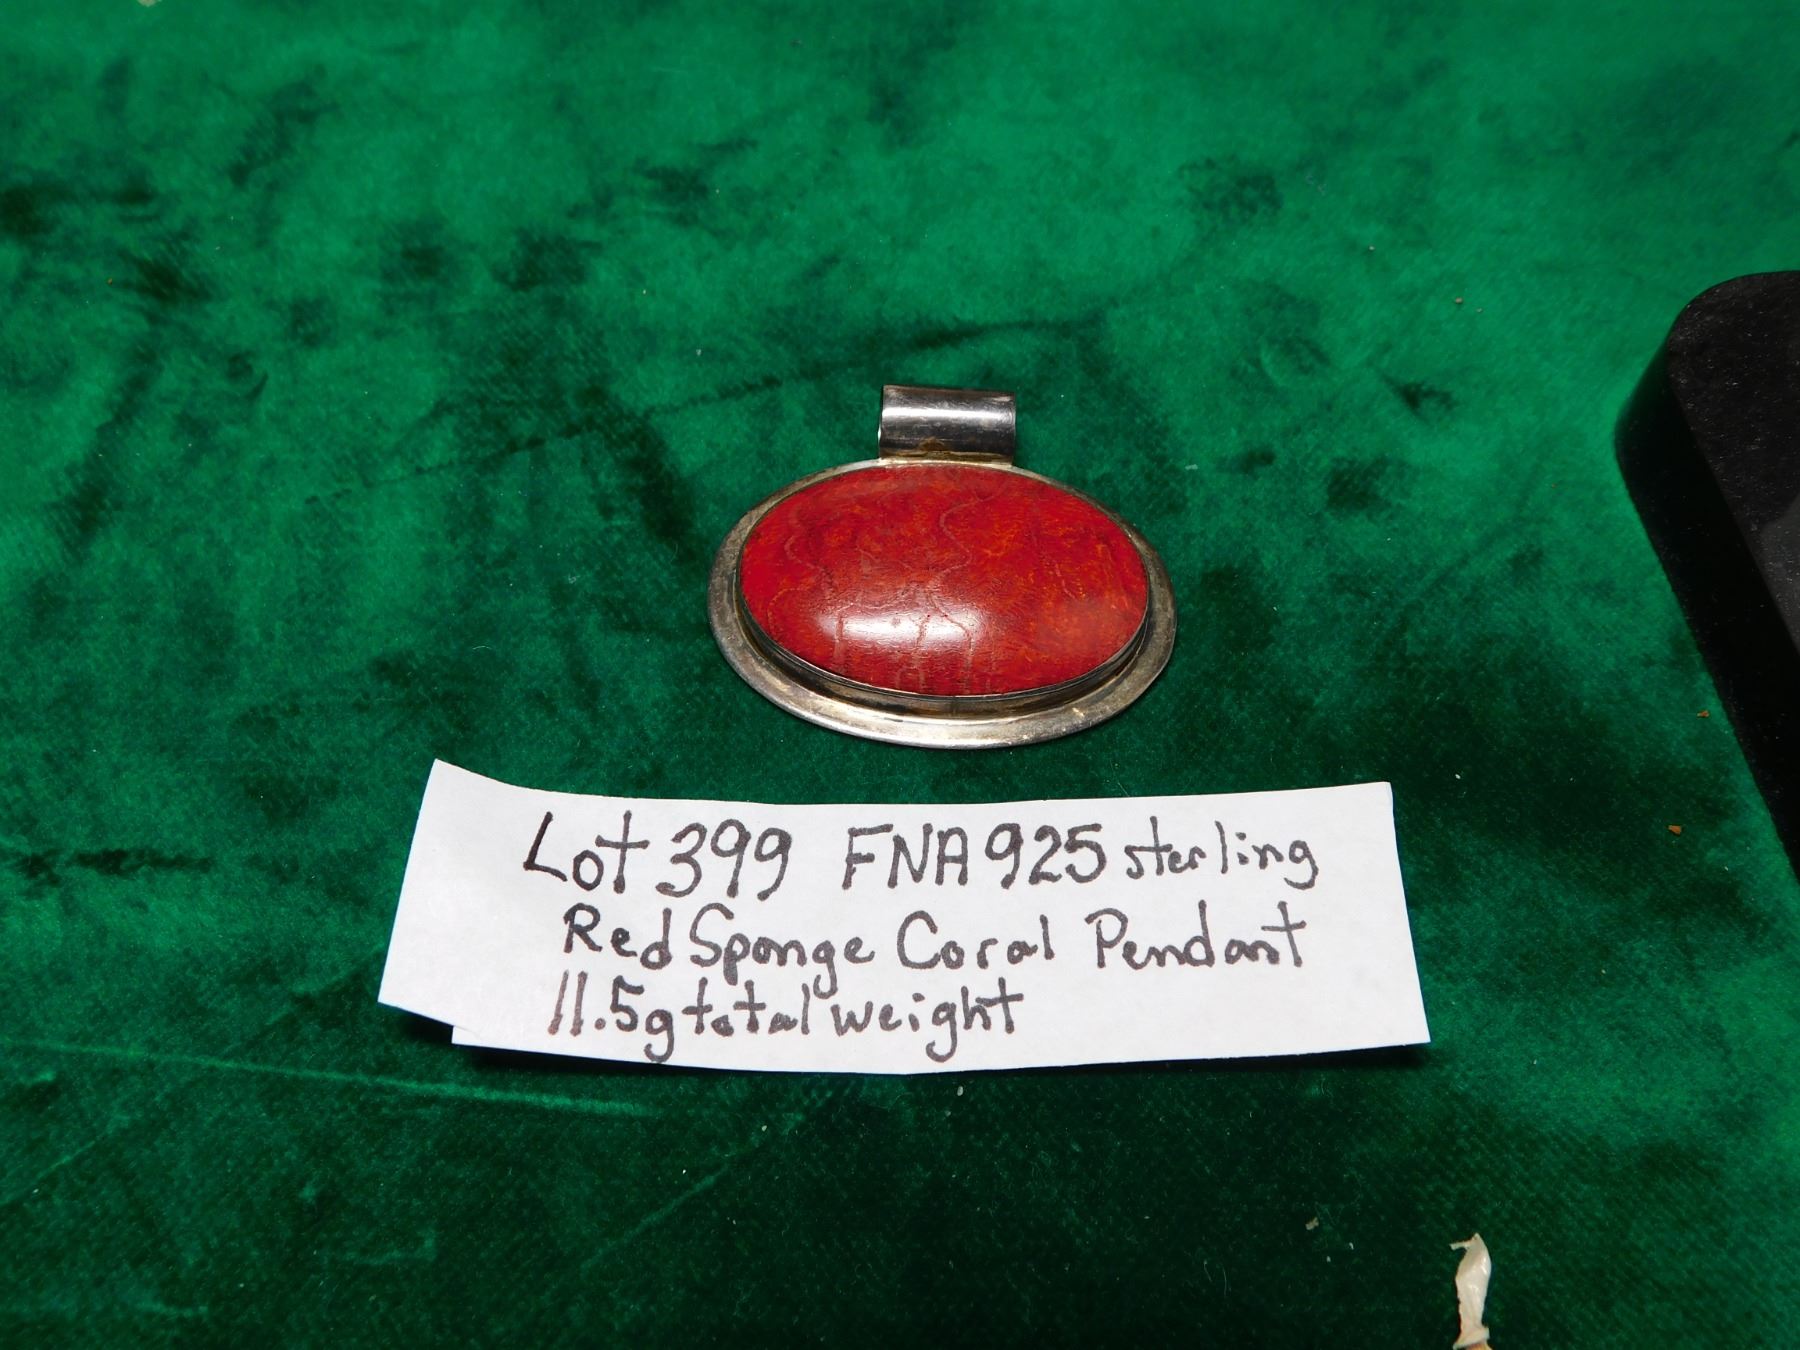 Lot 399 FNA 925 sterling
Red Sponge Coral Pendant
11.5g total weight